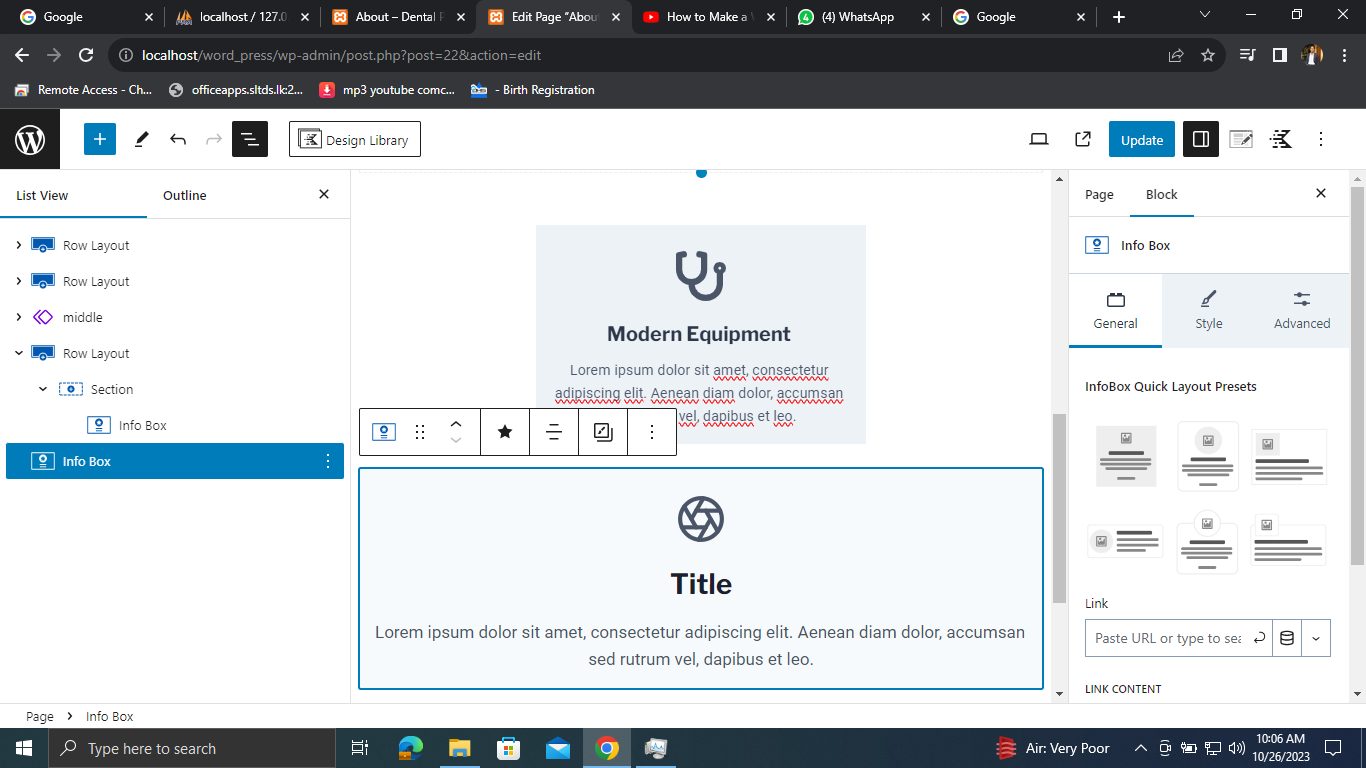 Google
localhost / 127.0
About – Dental P
Edit Page "Abou
How to Make a
(4) WhatsApp
Google
localhost/word_press/wp-admin/post.php?post=22&action=edit
Remote Access - Ch...
officeapps.sltds.lk:2...
mp3 youtube comc...
- Birth Registration
Design Library
Update
List View
Outline
Page
Block
Row Layout
Row Layout
middle
Row Layout
Section
Info Box
Info Box
Modern Equipment
Lorem ipsum dolor sit amet, consectetur
adipiscing elit. Aenean diam dolor, accumsan
vel, dapibus et leo.
Title
Lorem ipsum dolor sit amet, consectetur adipiscing elit. Aenean diam dolor, accumsan
sed rutrum vel, dapibus et leo.
Info Box
General
Style
Advanced
InfoBox Quick Layout Presets
Link
Paste URL or type to sea
LINK CONTENT
Page
Info Box
Type here to search
Air: Very Poor
10:06 AM
10/26/2023